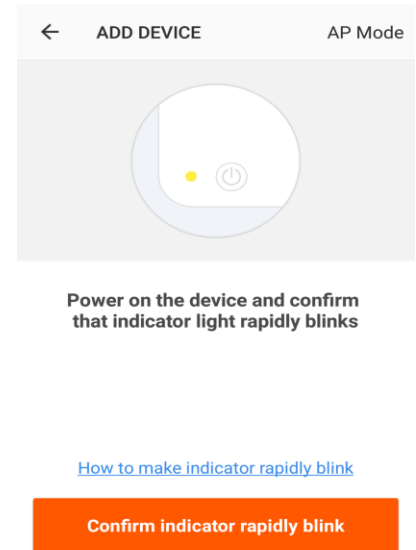 ADD DEVICE AP Mode
Power on the device and confirm
that indicator light rapidly blinks
How to make indicator rapidly blink
Confirm indicator rapidly blink